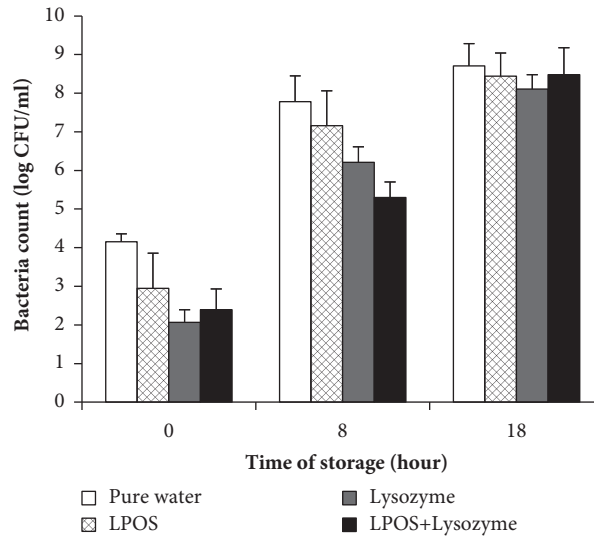 10
9
8
7
6
5
4
3
2
1
0
Bacteria count (log CFU/ml)
0 8 18
Time of storage (hour)
Pure water Lysozyme
LPOS LPOS+Lysozyme